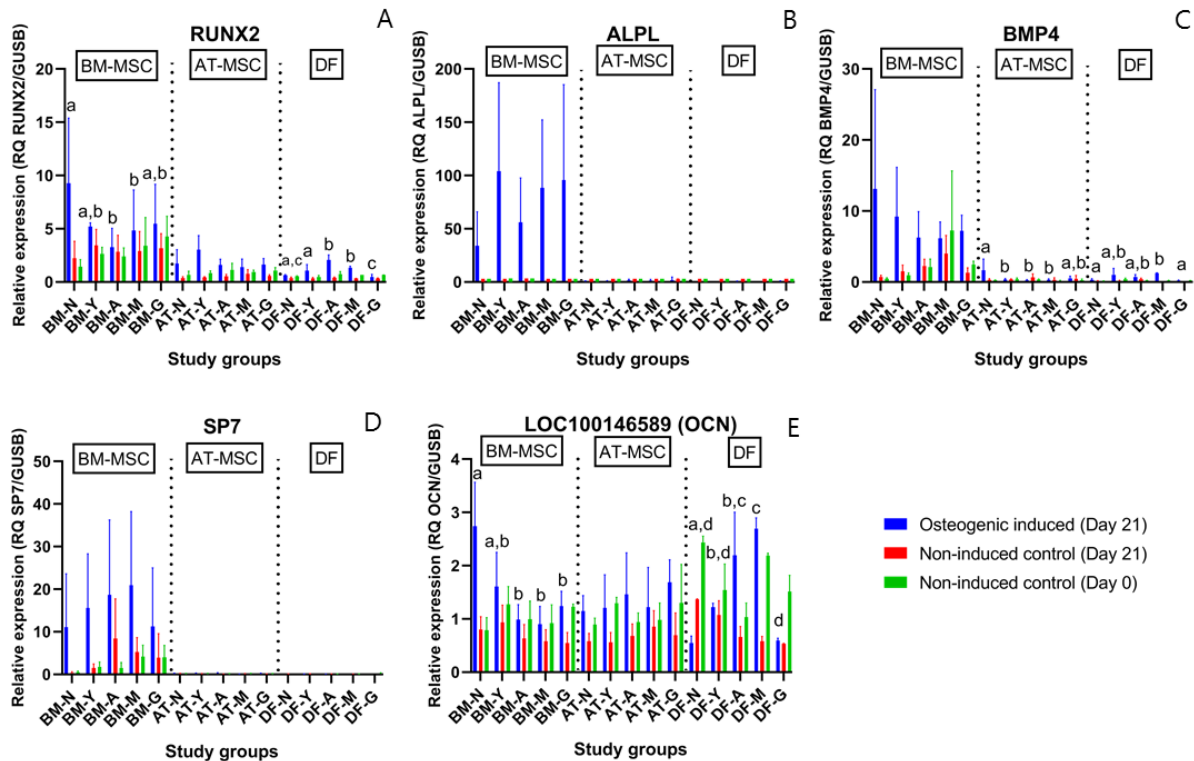 A
RUNX2
BM-MSC
AT-MSC
DF
Relative expression (RQ RUNX2/GUSB)
20
15
10
5
0
a
a,b
b
b
a,b
a,c
a
b
b
c
BM-N
BM-Y
BM-A
BM-M
BM-G
AT-N
AT-Y
AT-A
AT-M
AT-G
DF-N
DF-Y
DF-A
DF-M
DF-G
Study groups
B
ALPL
BM-MSC
AT-MSC
DF
Relative expression (RQ ALPL/GUSB)
200
150
100
50
0
BM-N
BM-Y
BM-A
BM-M
BM-G
AT-N
AT-Y
AT-A
AT-M
AT-G
DF-N
DF-Y
DF-A
DF-M
DF-G
Study groups
C
BMP4
BM-MSC
AT-MSC
DF
Relative expression (RQ BMP4/GUSB)
30
20
10
0
a
b
b
b
a,b
a
a,b
a,b
b
a
BM-N
BM-Y
BM-A
BM-M
BM-G
AT-N
AT-Y
AT-A
AT-M
AT-G
DF-N
DF-Y
DF-A
DF-M
DF-G
Study groups
D
SP7
BM-MSC
AT-MSC
DF
Relative expression (RQ SP7/GUSB)
50
40
30
20
10
0
BM-N
BM-Y
BM-A
BM-M
BM-G
AT-N
AT-Y
AT-A
AT-M
AT-G
DF-N
DF-Y
DF-A
DF-M
DF-G
Study groups
E
LOC100146589 (OCN)
BM-MSC
AT-MSC
DF
Relative expression (RQ OCN/GUSB)
4
3
2
1
0
a
a,b
b
b
b
a,d
b,d
b,c
c
d
BM-N
BM-Y
BM-A
BM-M
BM-G
AT-N
AT-Y
AT-A
AT-M
AT-G
DF-N
DF-Y
DF-A
DF-M
DF-G
Study groups
Osteogenic induced (Day 21)
Non-induced control (Day 21)
Non-induced control (Day 0)